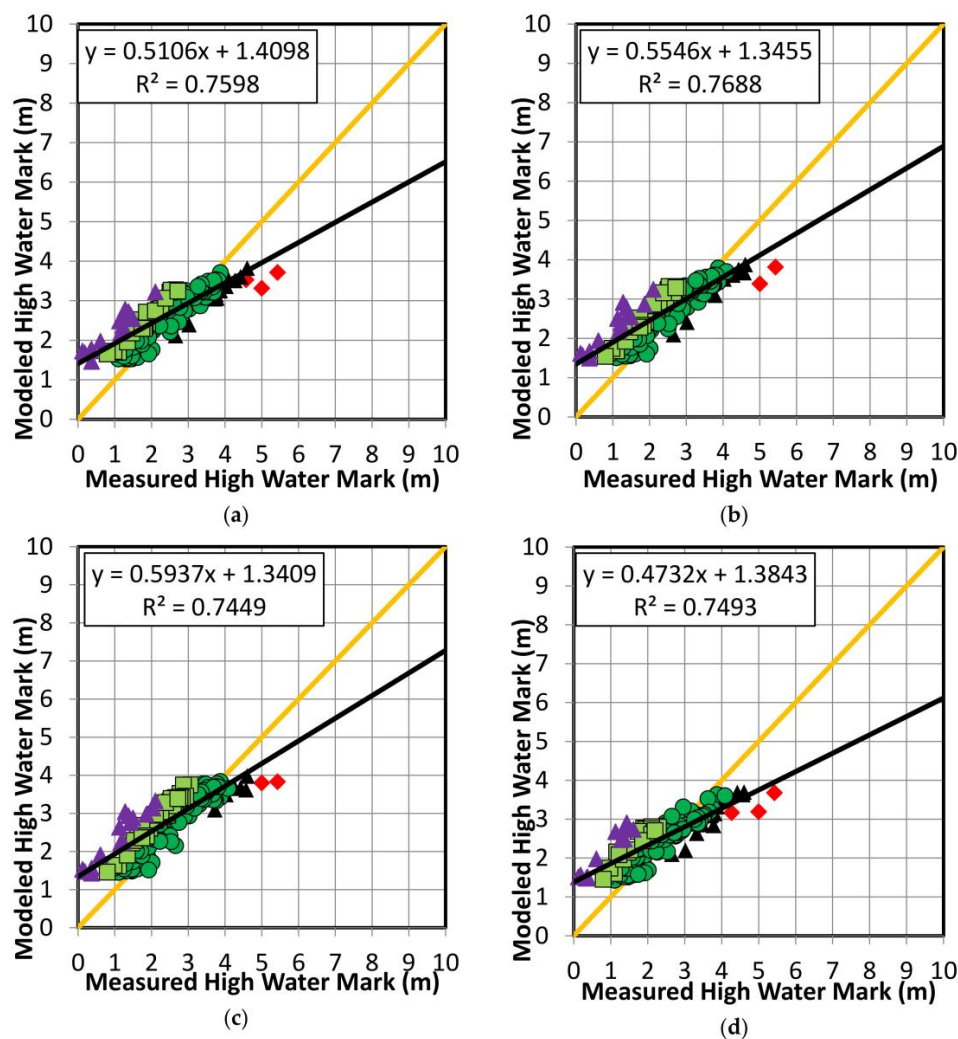 y = 0.5106x + 1.4098
R² = 0.7598
Modeled High Water Mark (m)
10
9
8
7
6
5
4
3
2
1
0
0 1 2 3 4 5 6 7 8 9 10
Measured High Water Mark (m)
(a)
y = 0.5546x + 1.3455
R² = 0.7688
Modeled High Water Mark (m)
10
9
8
7
6
5
4
3
2
1
0
0 1 2 3 4 5 6 7 8 9 10
Measured High Water Mark (m)
(b)
y = 0.5937x + 1.3409
R² = 0.7449
Modeled High Water Mark (m)
10
9
8
7
6
5
4
3
2
1
0
0 1 2 3 4 5 6 7 8 9 10
Measured High Water Mark (m)
(c)
y = 0.4732x + 1.3843
R² = 0.7493
Modeled High Water Mark (m)
10
9
8
7
6
5
4
3
2
1
0
0 1 2 3 4 5 6 7 8 9 10
Measured High Water Mark (m)
(d)